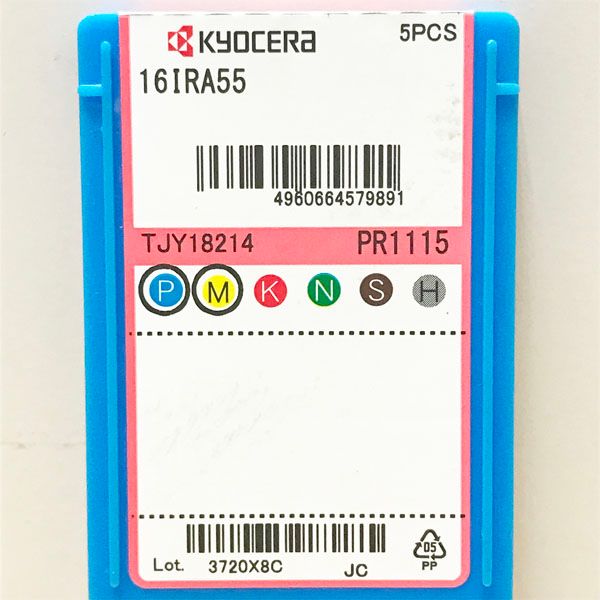 KYOCERA 5PCS
16IRA55
4960664579891
TJY18214 PR1115
P M K N S H
Lot. 3720X8C JC
05
PP